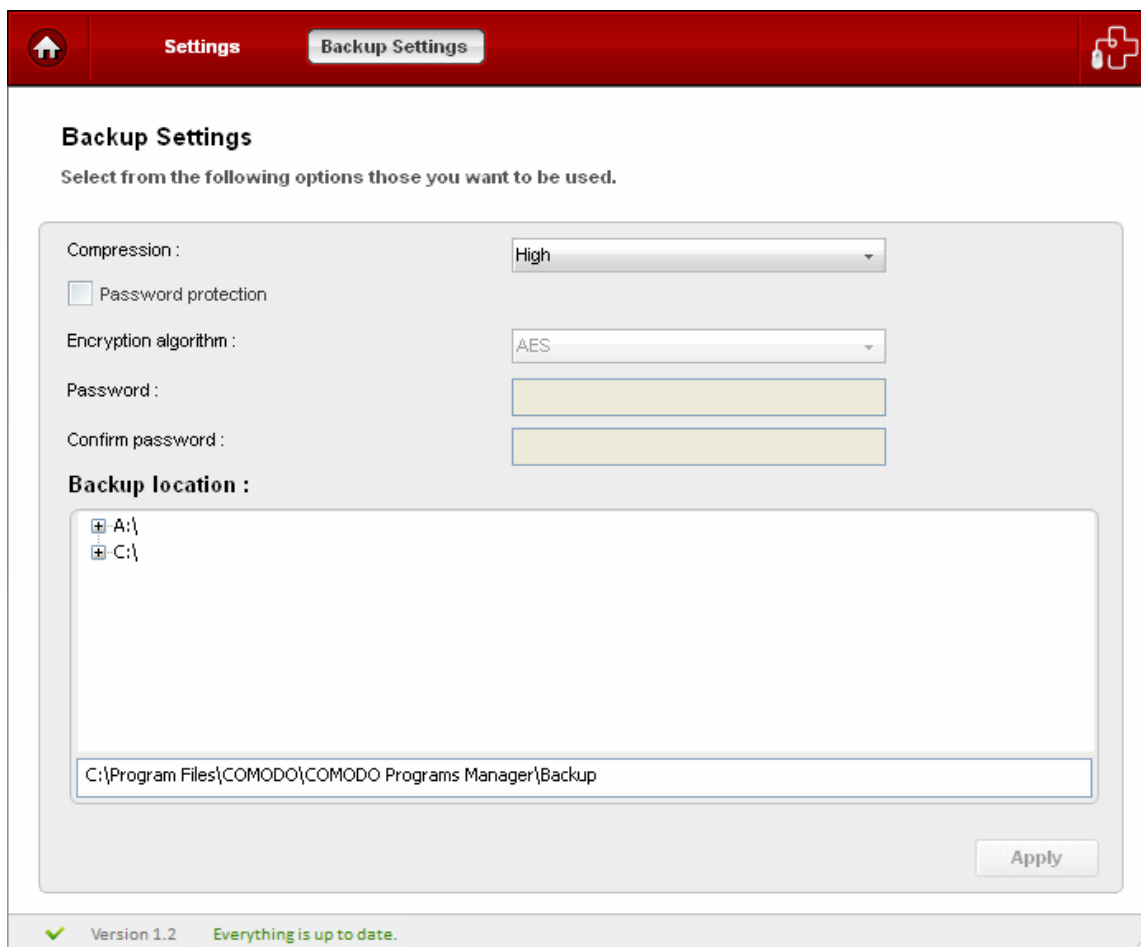 Settings
Backup Settings
Backup Settings
Select from the following options those you want to be used.
Compression :
High
Password protection
Encryption algorithm :
AES
Password :
Confirm password :
Backup location :
A:\
C:\
C:\Program Files\COMODO\COMODO Programs Manager\Backup
Apply
Version 1.2 Everything is up to date.